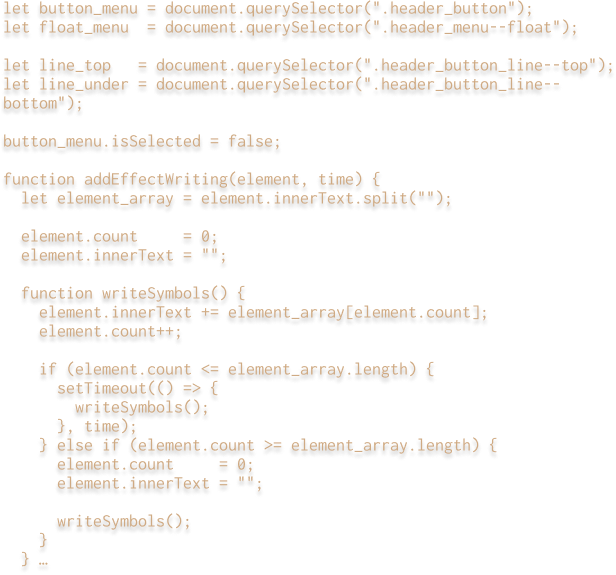 let button_menu = document.querySelector(".header_button");
let float_menu  = document.querySelector(".header_menu--float");

let line_top   = document.querySelector(".header_button_line--top");
let line_under = document.querySelector(".header_button_line--
bottom");

button_menu.isSelected = false;

function addEffectWriting(element, time) {
  let element_array = element.innerText.split("");

  element.count     = 0;
  element.innerText = "";

  function writeSymbols() {
    element.innerText += element_array[element.count];
    element.count++;

    if (element.count <= element_array.length) {
      setTimeout(() => {
        writeSymbols();
      }, time);
    } else if (element.count >= element_array.length) {
      element.count     = 0;
      element.innerText = "";

      writeSymbols();
    }
  } …